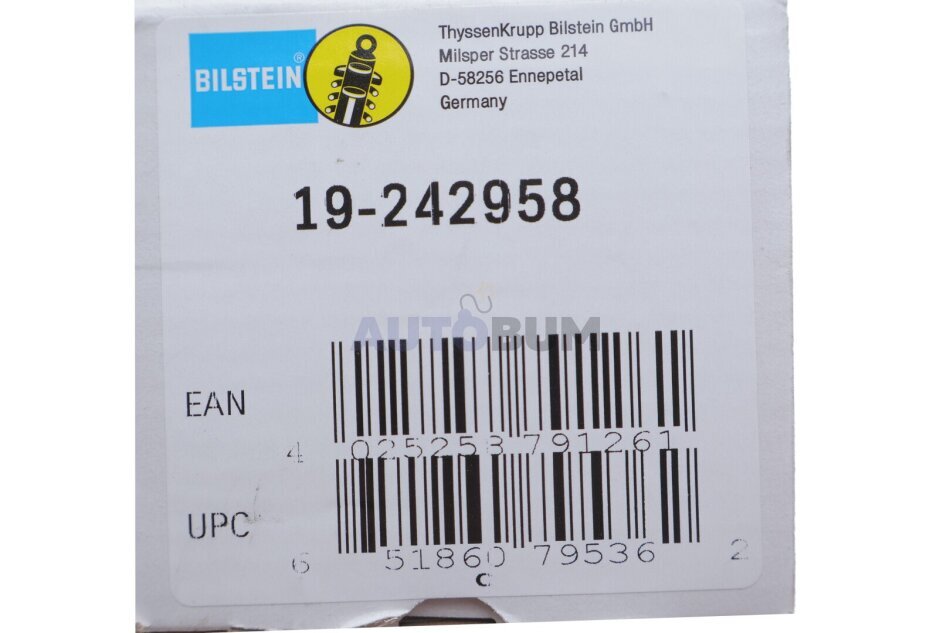 BILSTEIN®
ThyssenKrupp Bilstein GmbH
Milsper Strasse 214
D-58256 Ennepetal
Germany
19-242958
AUTOBUM
EAN
4 025258 791261
UPC
6 51860 79536 2
C